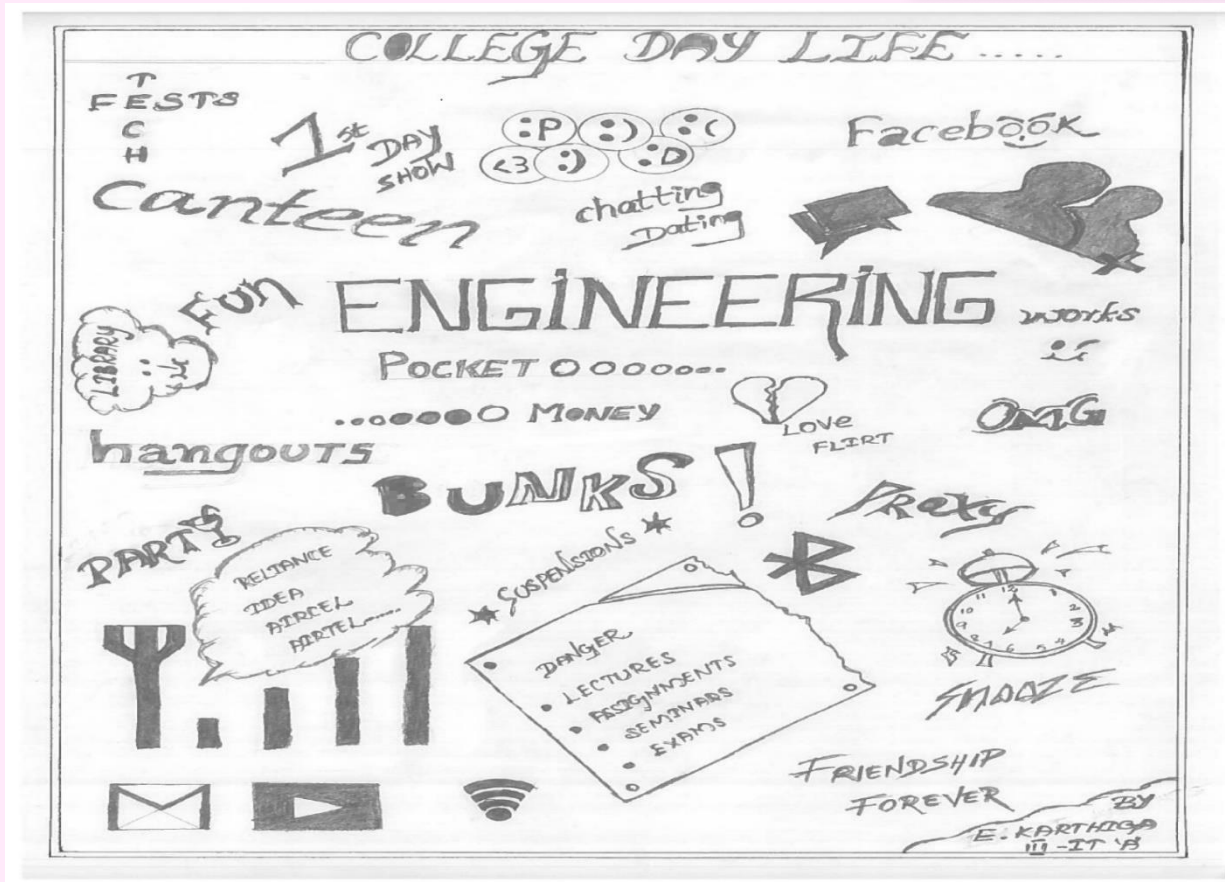 COLLEGE DAY LIFE.....
TECH
FESTS
1st DAY
SHOW
:P :) :(
<3 :) :D
Facebook
canteen
chatting
Dating
FUN
ENGINEERING
works
LIBRARY
POCKET OOoooo...
...ooooO MONEY
LOVE
FLIRT
OMG
hangouts
BUNKS!
PROXY
PARTY
RELIANCE
IDEA
AIRCEL
AIRTEL.....
* SUSPENSIONS *
DANGER
• LECTURES
• ASSIGNMENTS
• SEMINARS
• EXAMS
SNOOZE
FRIENDSHIP
FOREVER
BY
E. KARTHIGA
III -IT 'B'